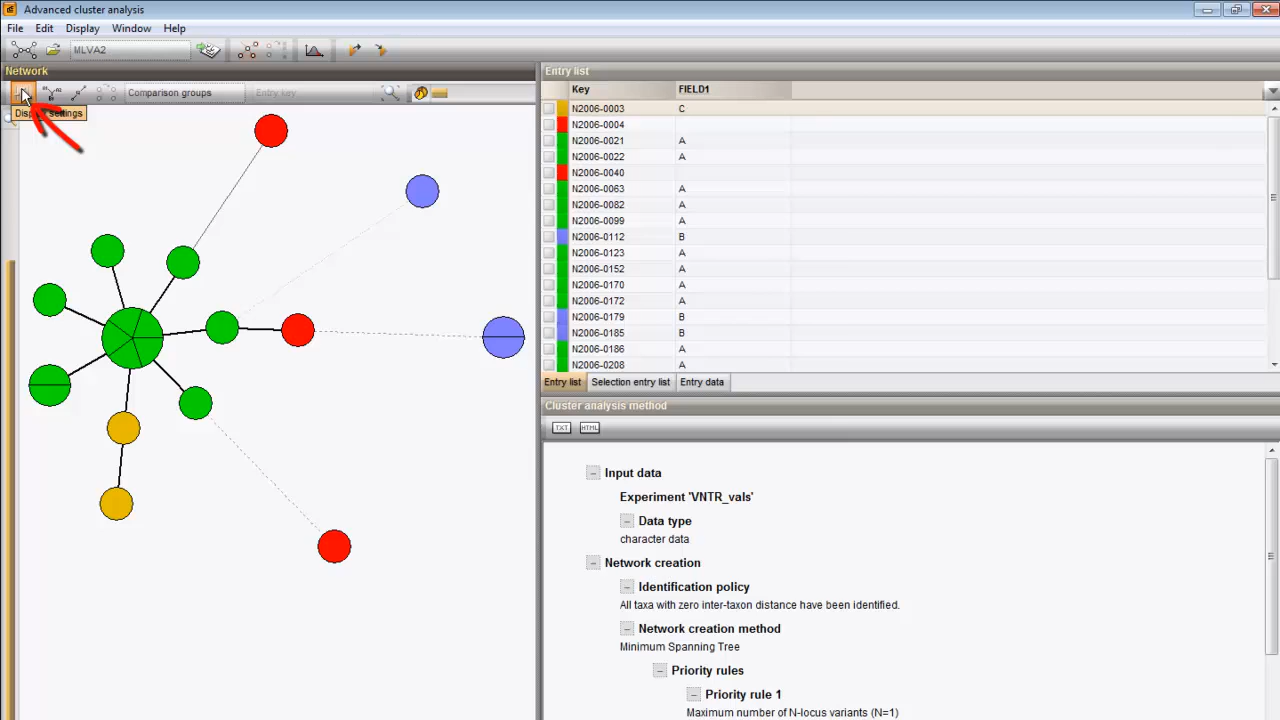 Advanced cluster analysis
File Edit Display Window Help
MLVA2
Network
Comparison groups
Entry key
Display settings
Entry list
Key FIELD1
N2006-0003 C
N2006-0004
N2006-0021 A
N2006-0022 A
N2006-0040
N2006-0063 A
N2006-0082 A
N2006-0099 A
N2006-0112 B
N2006-0123 A
N2006-0152 A
N2006-0170 A
N2006-0172 A
N2006-0179 B
N2006-0185 B
N2006-0186 A
N2006-0208 A
Entry list Selection entry list Entry data
Cluster analysis method
TXT HTML
Input data
Experiment 'VNTR_vals'
Data type
character data
Network creation
Identification policy
All taxa with zero inter-taxon distance have been identified.
Network creation method
Minimum Spanning Tree
Priority rules
Priority rule 1
Maximum number of N-locus variants (N=1)